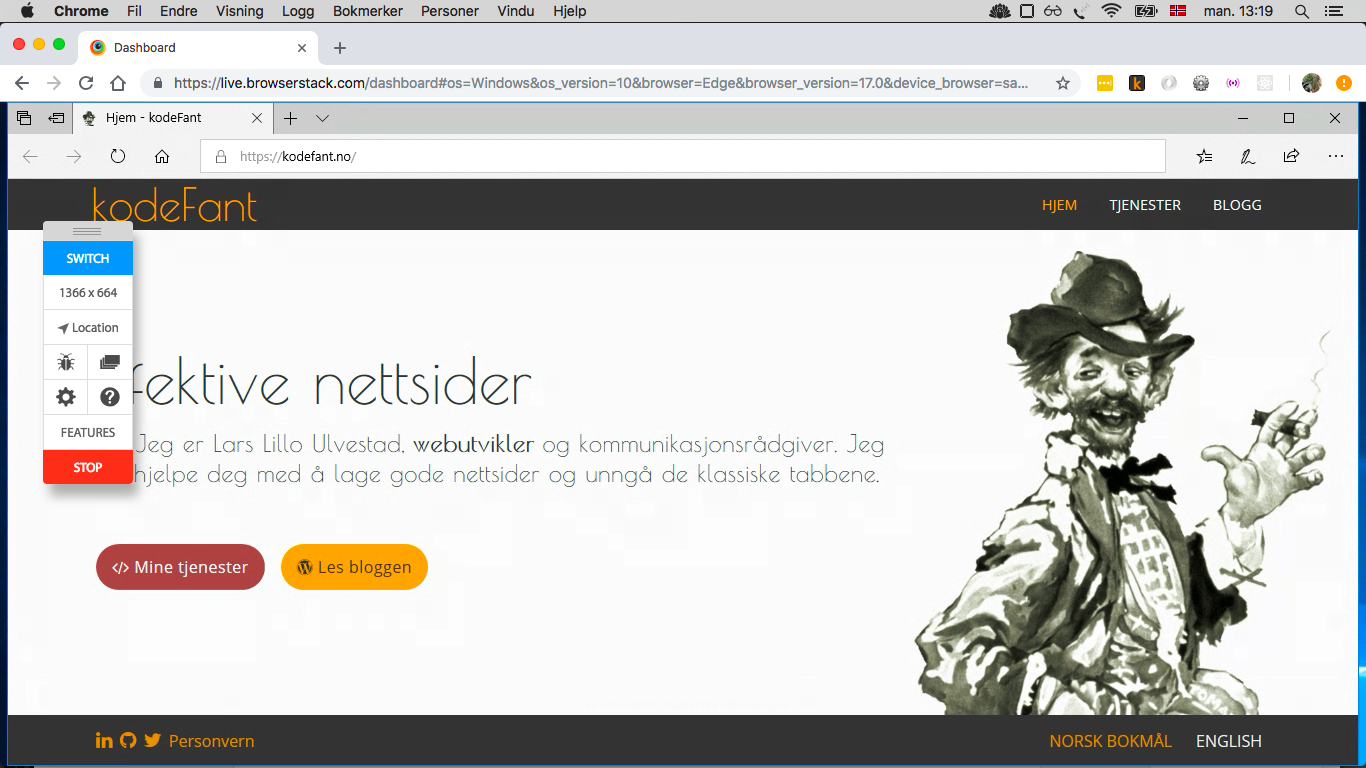 Chrome Fil Endre Visning Logg Bokmerker Personer Vindu Hjelp man. 13:19
Dashboard
https://live.browserstack.com/dashboard#os=Windows&os_version=10&browser=Edge&browser_version=17.0&device_browser=sa...
Hjem - kodeFant
https://kodefant.no/
kodeFant HJEM TJENESTER BLOGG
SWITCH
1366 x 664
Location
FEATURES
STOP
fektive nettsider
Jeg er Lars Lillo Ulvestad, webutvikler og kommunikasjonsrådgiver. Jeg
hjelpe deg med å lage gode nettsider og unngå de klassiske tabbene.
</> Mine tjenester Les bloggen
Personvern NORSK BOKMÅL ENGLISH